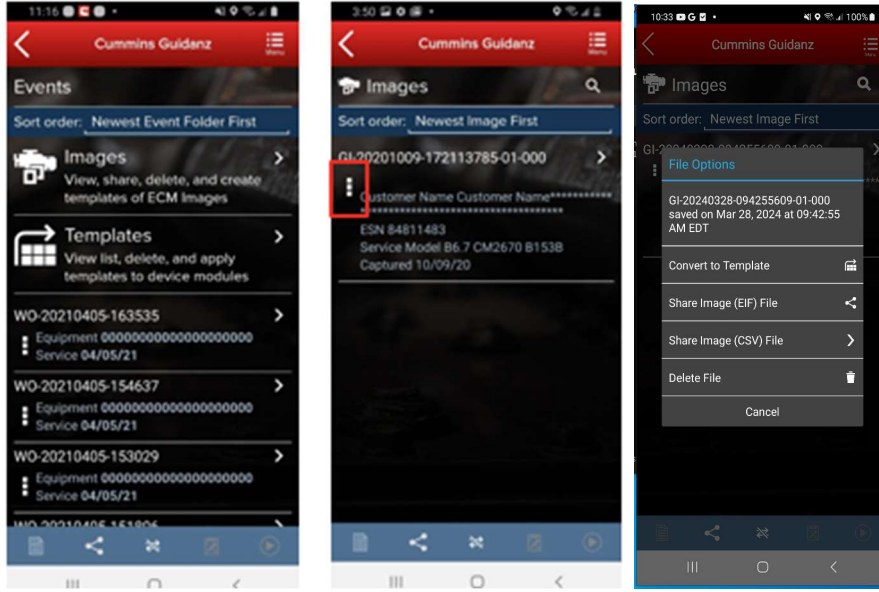 11:16
Cummins Guidanz
Menu
Events
Sort order: Newest Event Folder First
Images
View, share, delete, and create
templates of ECM Images
Templates
View list, delete, and apply
templates to device modules
WO-20210405-163535
Equipment 00000000000000000000
Service 04/05/21
WO-20210405-154637
Equipment 00000000000000000000
Service 04/05/21
WO-20210405-153029
Equipment 00000000000000000000
Service 04/05/21
3:50
Cummins Guidanz
Menu
Images
Sort order: Newest Image First
GI-20201009-172113785-01-000
Customer Name Customer Name
ESN 84811483
Service Model B6.7 CM2670 B153B
Captured 10/09/20
10:33
100%
Cummins Guidanz
Menu
Images
Sort order: Newest Image First
File Options
GI-20240328-094255609-01-000
saved on Mar 28, 2024 at 09:42:55
AM EDT
Convert to Template
Share Image (EIF) File
Share Image (CSV) File
Delete File
Cancel